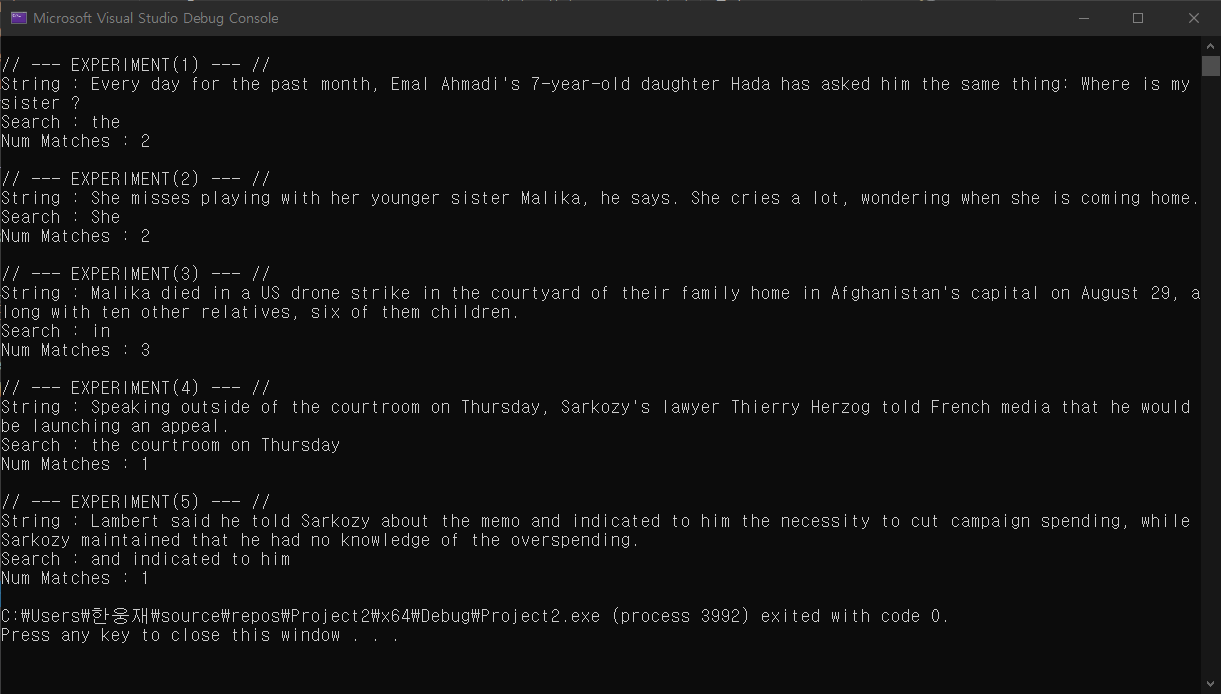 Microsoft Visual Studio Debug Console
// --- EXPERIMENT(1) --- //
String : Every day for the past month, Emal Ahmadi's 7-year-old daughter Hada has asked him the same thing: Where is my
sister ?
Search : the
Num Matches : 2
// --- EXPERIMENT(2) --- //
String : She misses playing with her younger sister Malika, he says. She cries a lot, wondering when she is coming home.
Search : She
Num Matches : 2
// --- EXPERIMENT(3) --- //
String : Malika died in a US drone strike in the courtyard of their family home in Afghanistan's capital on August 29, a
long with ten other relatives, six of them children.
Search : in
Num Matches : 3
// --- EXPERIMENT(4) --- //
String : Speaking outside of the courtroom on Thursday, Sarkozy's lawyer Thierry Herzog told French media that he would
be launching an appeal.
Search : the courtroom on Thursday
Num Matches : 1
// --- EXPERIMENT(5) --- //
String : Lambert said he told Sarkozy about the memo and indicated to him the necessity to cut campaign spending, while
Sarkozy maintained that he had no knowledge of the overspending.
Search : and indicated to him
Num Matches : 1
C:₩Users₩한웅재₩source₩repos₩Project2₩x64₩Debug₩Project2.exe (process 3992) exited with code 0.
Press any key to close this window . . .